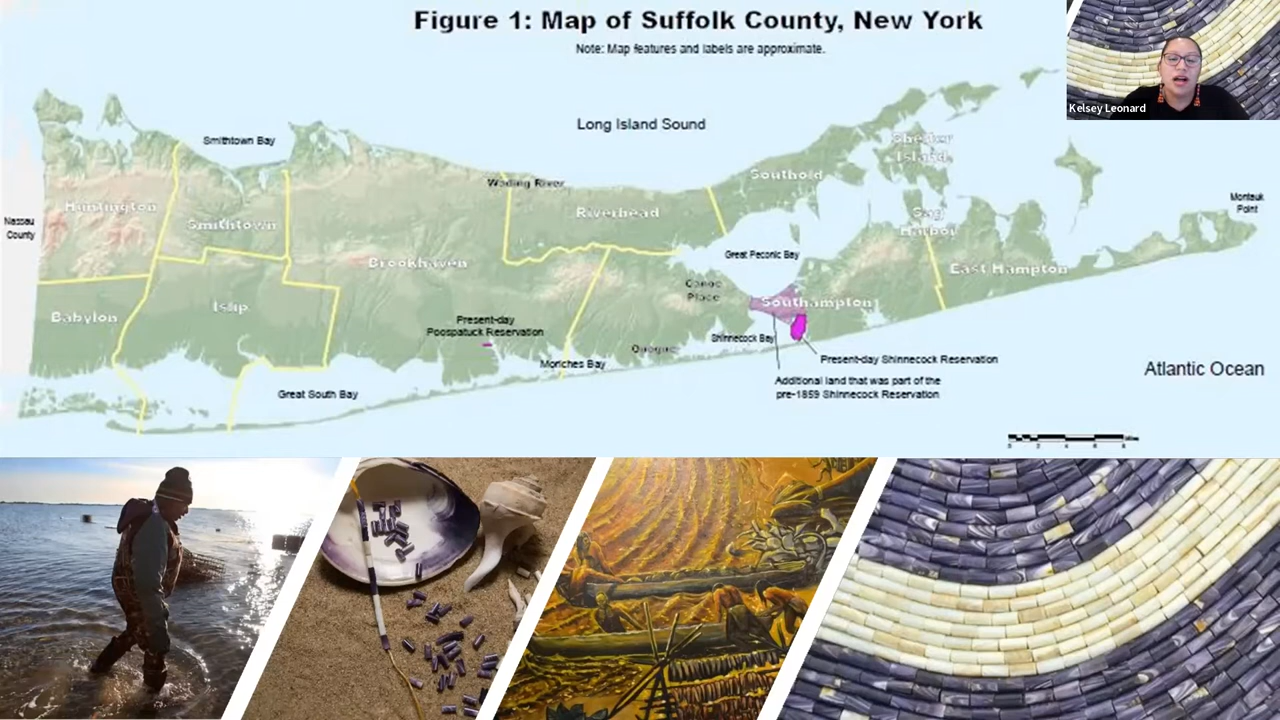 Figure 1: Map of Suffolk County, New York
Note: Map features and labels are approximate.
Kelsey Leonard
Long Island Sound
Smithtown Bay
Shelter
Island
Southold
Wading River
Huntington
Smithtown
Riverhead
Sag
Harbor
Montauk
Point
Nassau
County
Brookhaven
Great Peconic Bay
East Hampton
Canoe
Place
Southampton
Babylon
Islip
Present-day
Poospatuck Reservation
Shinnecock Bay
Quogue
Moriches Bay
Present-day Shinnecock Reservation
Atlantic Ocean
Additional land that was part of the
pre-1859 Shinnecock Reservation
Great South Bay